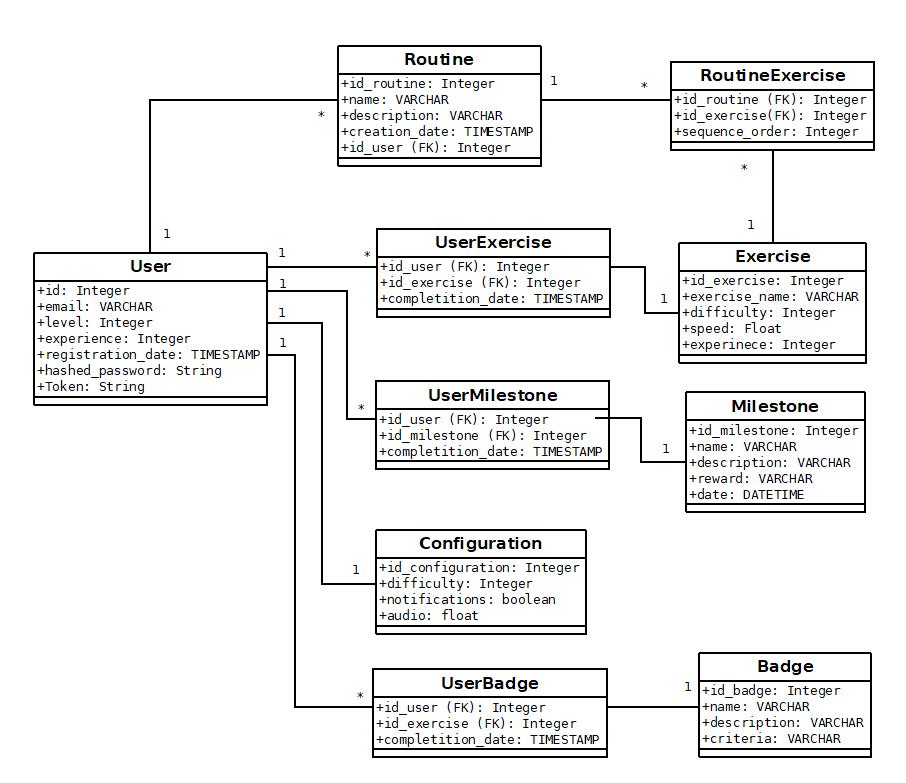 Routine
+id_routine: Integer
+name: VARCHAR
+description: VARCHAR
+creation_date: TIMESTAMP
+id_user (FK): Integer
1
*
RoutineExercise
+id_routine (FK): Integer
+id_exercise(FK): Integer
+sequence_order: Integer
*
*
1
1
User
+id: Integer
+email: VARCHAR
+level: Integer
+experience: Integer
+registration_date: TIMESTAMP
+hashed_password: String
+Token: String
1
*
1
1
1
UserExercise
+id_user (FK): Integer
+id_exercise (FK): Integer
+completition_date: TIMESTAMP
1
Exercise
+id_exercise: Integer
+exercise_name: VARCHAR
+difficulty: Integer
+speed: Float
+experinece: Integer
*
UserMilestone
+id_user (FK): Integer
+id_milestone (FK): Integer
+completition_date: TIMESTAMP
1
Milestone
+id_milestone: Integer
+name: VARCHAR
+description: VARCHAR
+reward: VARCHAR
+date: DATETIME
1
Configuration
+id_configuration: Integer
+difficulty: Integer
+notifications: boolean
+audio: float
*
UserBadge
+id_user (FK): Integer
+id_exercise (FK): Integer
+completition_date: TIMESTAMP
1
Badge
+id_badge: Integer
+name: VARCHAR
+description: VARCHAR
+criteria: VARCHAR